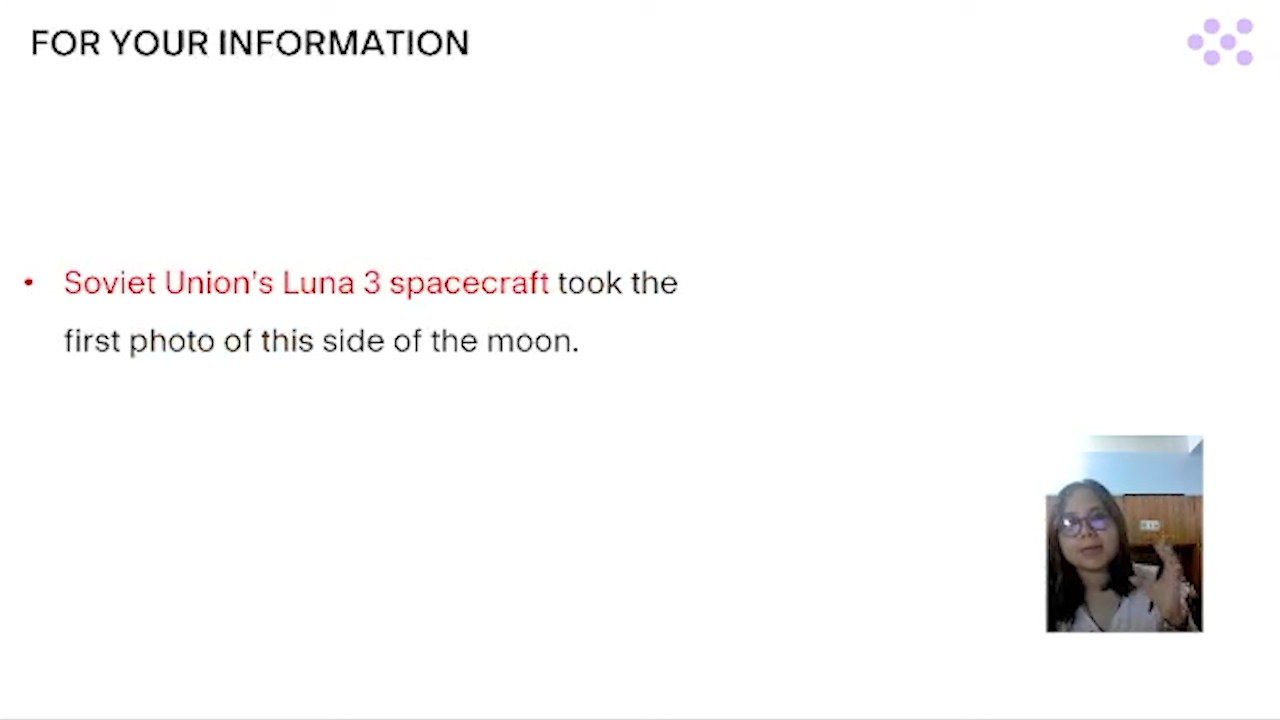 FOR YOUR INFORMATION
• Soviet Union's Luna 3 spacecraft took the
first photo of this side of the moon.